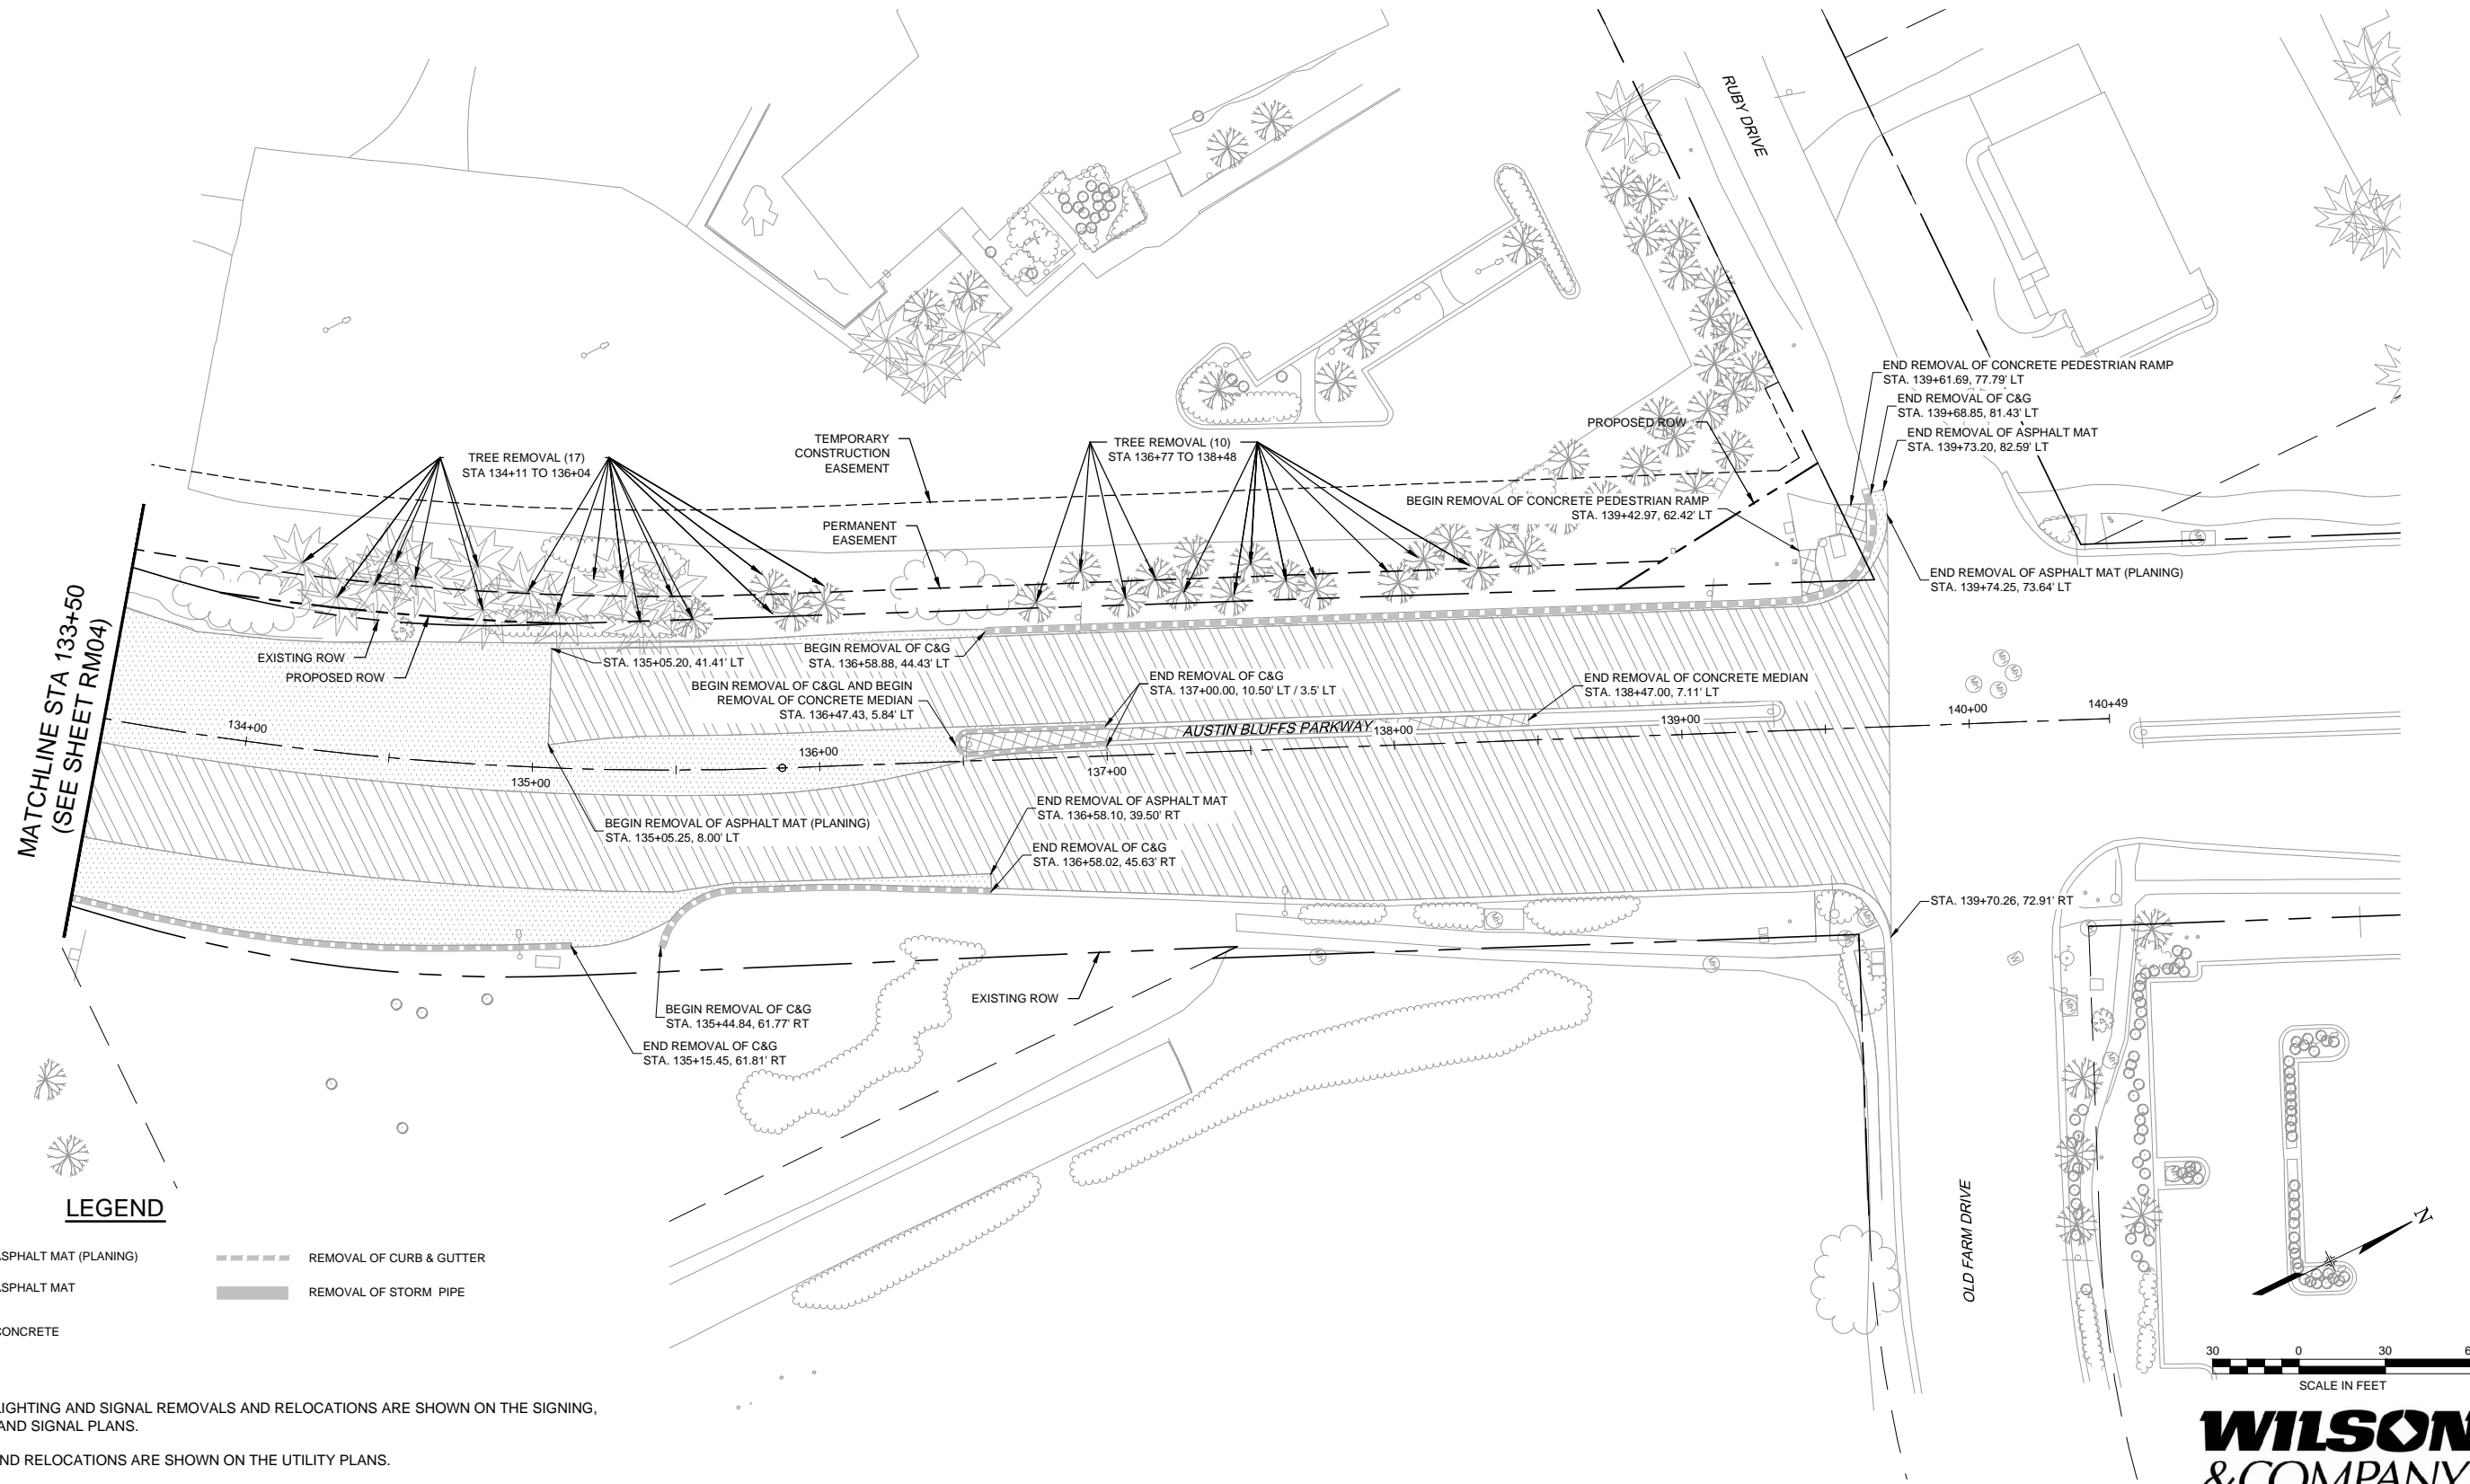 RUBY DRIVE
END REMOVAL OF CONCRETE PEDESTRIAN RAMP
STA. 139+61.69, 77.79' LT
END REMOVAL OF C&G
STA. 139+68.85, 81.43' LT
END REMOVAL OF ASPHALT MAT
STA. 139+73.20, 82.59' LT
PROPOSED ROW
TREE REMOVAL (17)
STA 134+11 TO 136+04
TEMPORARY
CONSTRUCTION
EASEMENT
TREE REMOVAL (10)
STA 136+77 TO 138+48
BEGIN REMOVAL OF CONCRETE PEDESTRIAN RAMP
STA. 139+42.97, 62.42' LT
PERMANENT
EASEMENT
END REMOVAL OF ASPHALT MAT (PLANING)
STA. 139+74.25, 73.64' LT
MATCHLINE STA 133+50
(SEE SHEET RM04)
EXISTING ROW
PROPOSED ROW
STA. 135+05.20, 41.41' LT
BEGIN REMOVAL OF C&G
STA. 136+58.88, 44.43' LT
BEGIN REMOVAL OF C&GL AND BEGIN
REMOVAL OF CONCRETE MEDIAN
STA. 136+47.43, 5.84' LT
END REMOVAL OF C&G
STA. 137+00.00, 10.50' LT / 3.5' LT
END REMOVAL OF CONCRETE MEDIAN
STA. 138+47.00, 7.11' LT
AUSTIN BLUFFS PARKWAY
134+00
135+00
136+00
137+00
138+00
139+00
140+00
140+49
BEGIN REMOVAL OF ASPHALT MAT (PLANING)
STA. 135+05.25, 8.00' LT
END REMOVAL OF ASPHALT MAT
STA. 136+58.10, 39.50' RT
END REMOVAL OF C&G
STA. 136+58.02, 45.63' RT
STA. 139+70.26, 72.91' RT
EXISTING ROW
BEGIN REMOVAL OF C&G
STA. 135+44.84, 61.77' RT
END REMOVAL OF C&G
STA. 135+15.45, 61.81' RT
OLD FARM DRIVE
N
LEGEND
ASPHALT MAT (PLANING)
REMOVAL OF CURB & GUTTER
ASPHALT MAT
REMOVAL OF STORM PIPE
CONCRETE
30 0 30
SCALE IN FEET
LIGHTING AND SIGNAL REMOVALS AND RELOCATIONS ARE SHOWN ON THE SIGNING,
AND SIGNAL PLANS.
ND RELOCATIONS ARE SHOWN ON THE UTILITY PLANS.
WILSON
&COMPANY